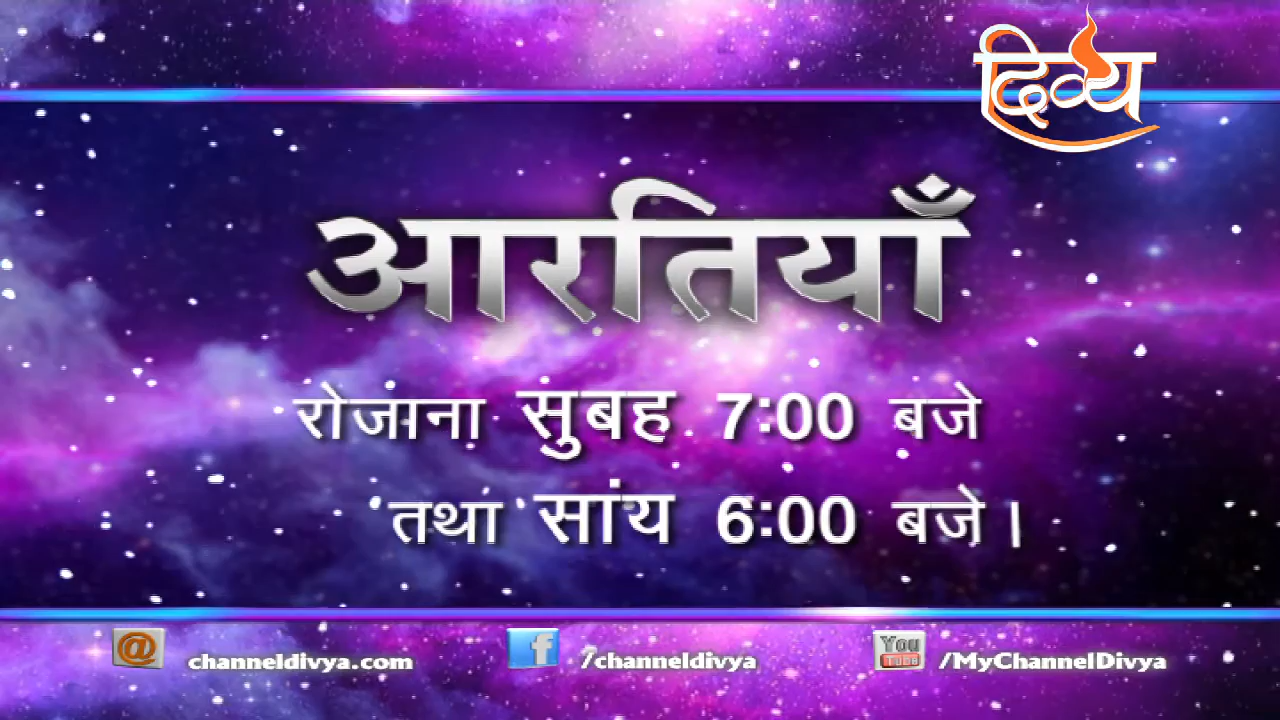 दिव्य
आरतियाँ
रोजाना सुबह 7:00 बजे
तथा सांय 6:00 बजे।
@ channeldivya.com
f /channeldivya
You Tube /MyChannelDivya